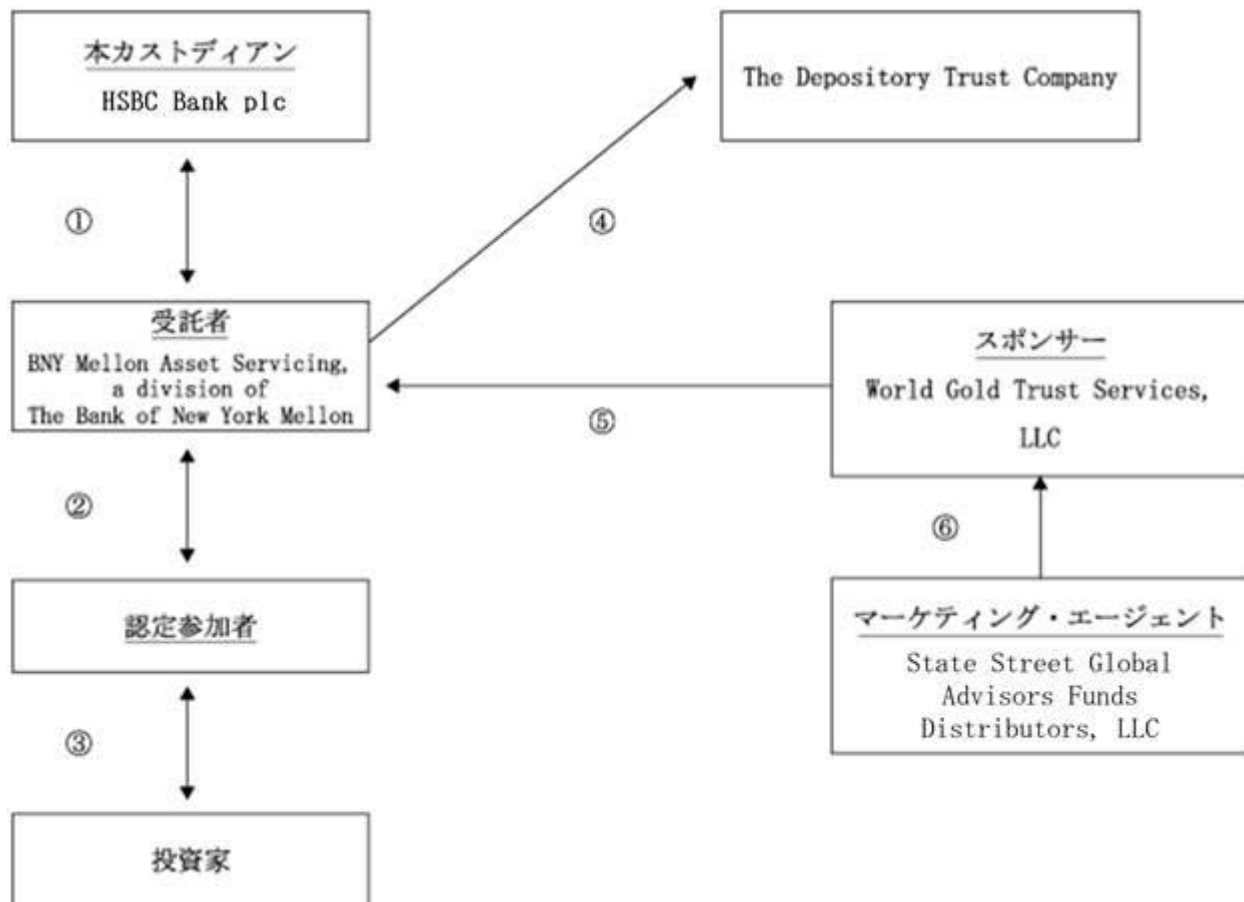 本カストディアン
HSBC Bank plc
The Depository Trust Company
①
④
受託者
BNY Mellon Asset Servicing,
a division of
The Bank of New York Mellon
スポンサー
World Gold Trust Services,
LLC
⑤
②
⑥
認定参加者
マーケティング・エージェント
State Street Global
Advisors Funds
Distributors, LLC
③
投資家